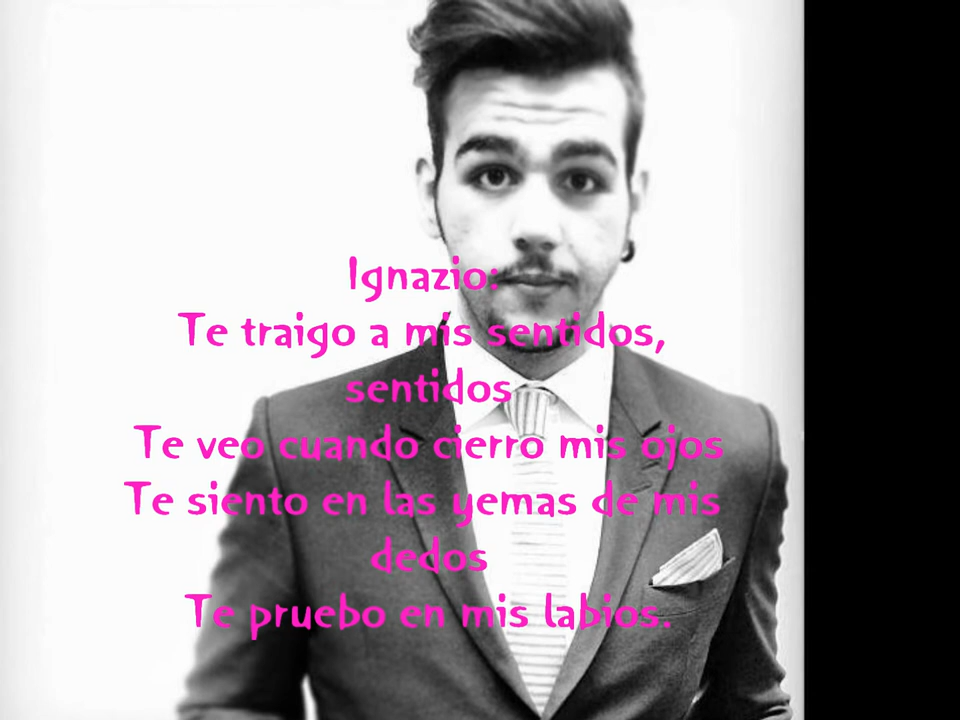 Ignazio:
Te traigo a mis sentidos,
sentidos
Te veo cuando cierro mis ojos
Te siento en las yemas de mis
dedos
Te pruebo en mis labios.